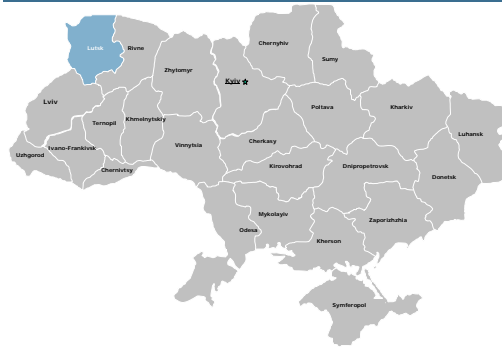 Chernyhiv
Lutsk
Rivne
Sumy
Zhytomyr
Kyiv
Lviv
Poltava
Kharkiv
Ternopil
Khmelnytskiy
Luhansk
Cherkasy
Vinnytsia
Ivano-Frankivsk
Uzhgorod
Kirovohrad
Dnipropetrovsk
Chernivtsy
Donetsk
Mykolayiv
Zaporizhzhia
Odesa
Kherson
Symferopol